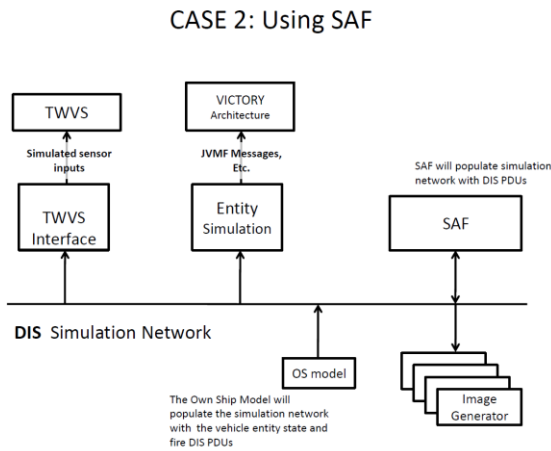 CASE 2: Using SAF
TWVS
VICTORY
Architecture
Simulated sensor
inputs
JVMF Messages,
Etc.
SAF will populate simulation
network with DIS PDUs
TWVS
Interface
Entity
Simulation
SAF
DIS Simulation Network
OS model
Image
Generator
The Own Ship Model will
populate the simulation network
with the vehicle entity state and
fire DIS PDUs